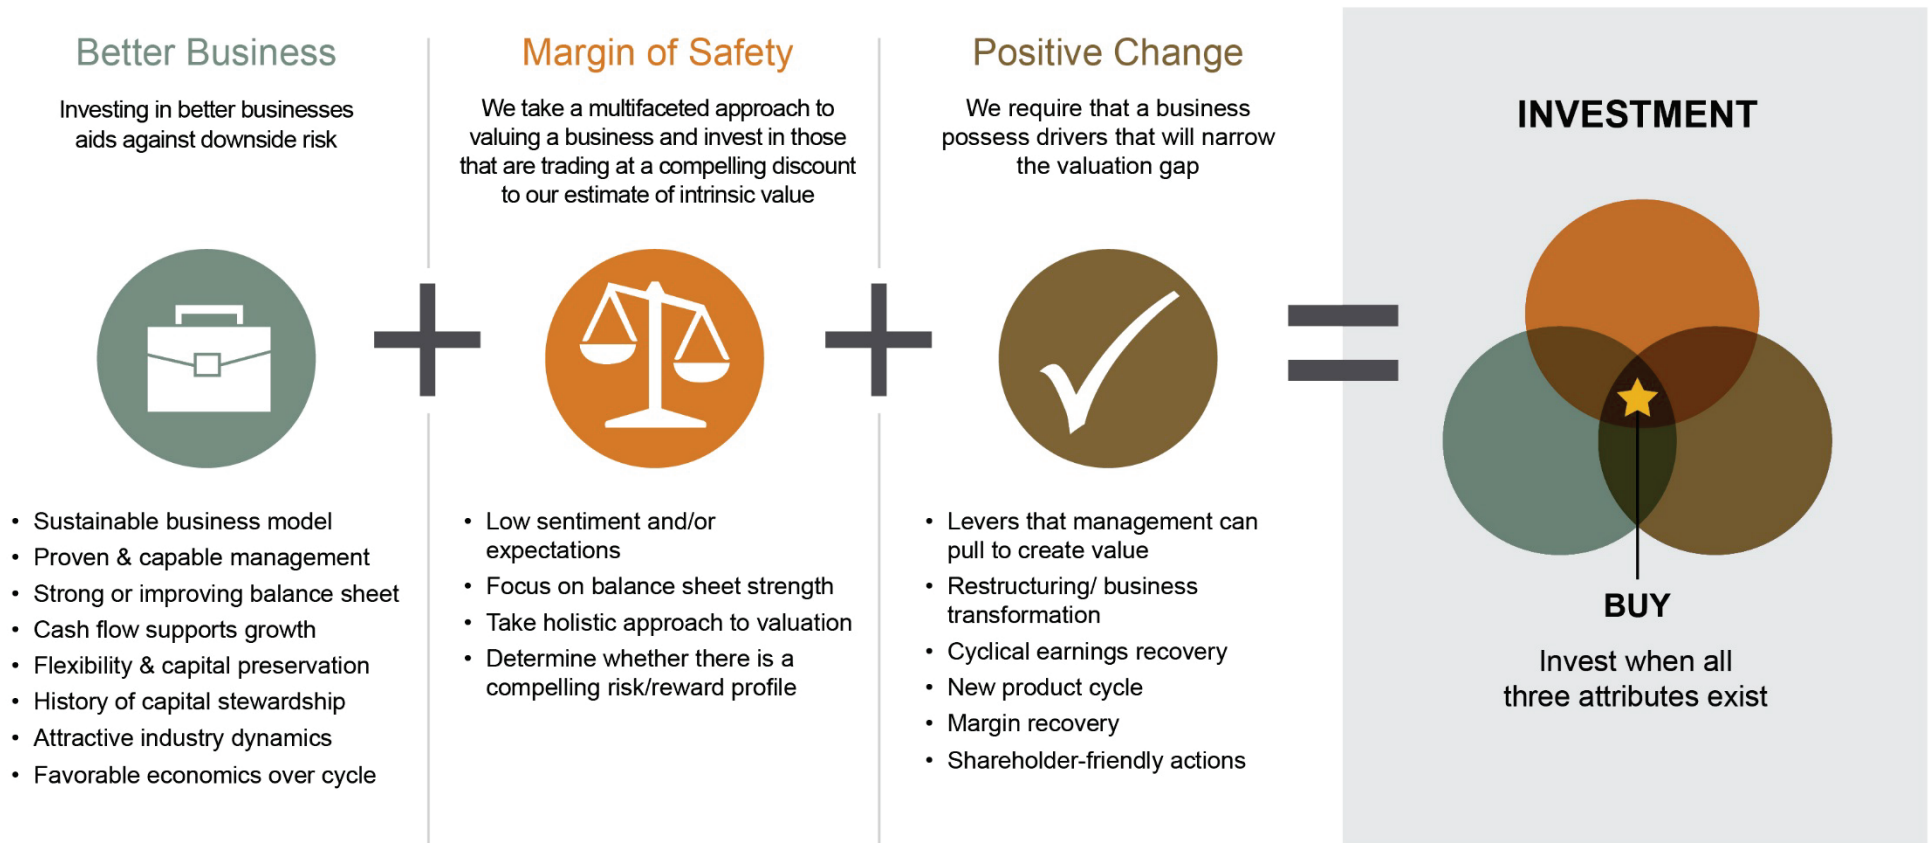 Better Business
Investing in better businesses
aids against downside risk
• Sustainable business model
• Proven & capable management
• Strong or improving balance sheet
• Cash flow supports growth
• Flexibility & capital preservation
• History of capital stewardship
• Attractive industry dynamics
• Favorable economics over cycle
Margin of Safety
We take a multifaceted approach to
valuing a business and invest in those
that are trading at a compelling discount
to our estimate of intrinsic value
• Low sentiment and/or
expectations
• Focus on balance sheet strength
• Take holistic approach to valuation
• Determine whether there is a
compelling risk/reward profile
Positive Change
We require that a business
possess drivers that will narrow
the valuation gap
• Levers that management can
pull to create value
• Restructuring/ business
transformation
• Cyclical earnings recovery
• New product cycle
• Margin recovery
• Shareholder-friendly actions
INVESTMENT
BUY
Invest when all
three attributes exist